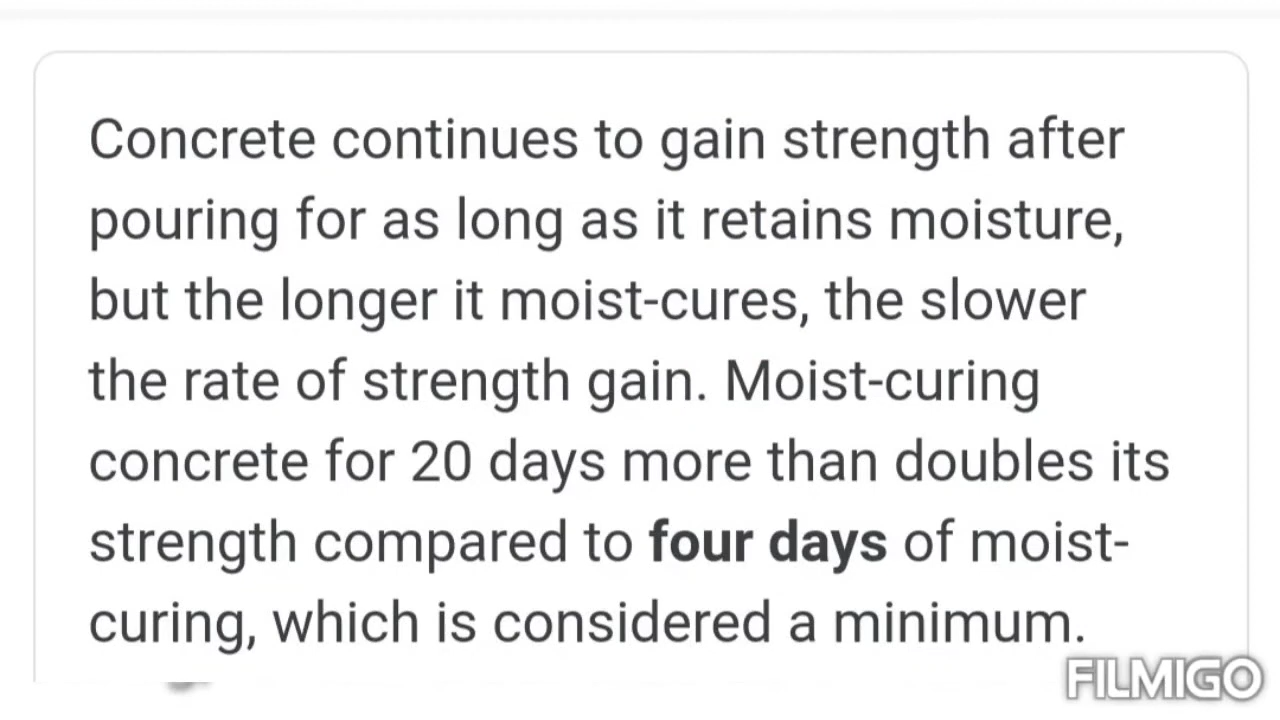 Concrete continues to gain strength after
pouring for as long as it retains moisture,
but the longer it moist-cures, the slower
the rate of strength gain. Moist-curing
concrete for 20 days more than doubles its
strength compared to four days of moist-
curing, which is considered a minimum.
FILMIGO